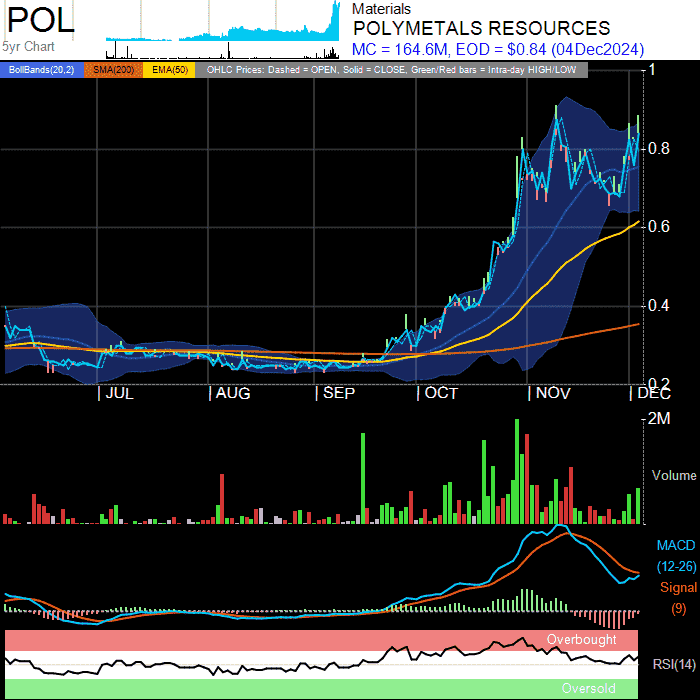 POL
5yr Chart
Materials
POLYMETALS RESOURCES
MC = 164.6M, EOD = $0.84 (04Dec2024)
BollBands(20,2) SMA(200) EMA(50) OHLC Prices: Dashed = OPEN, Solid = CLOSE, Green/Red bars = Intra-day HIGH/LOW
1
0.8
0.6
0.4
0.2
JUL AUG SEP OCT NOV DEC
2M
Volume
MACD
(12-26)
Signal
(9)
Overbought
RSI(14)
Oversold